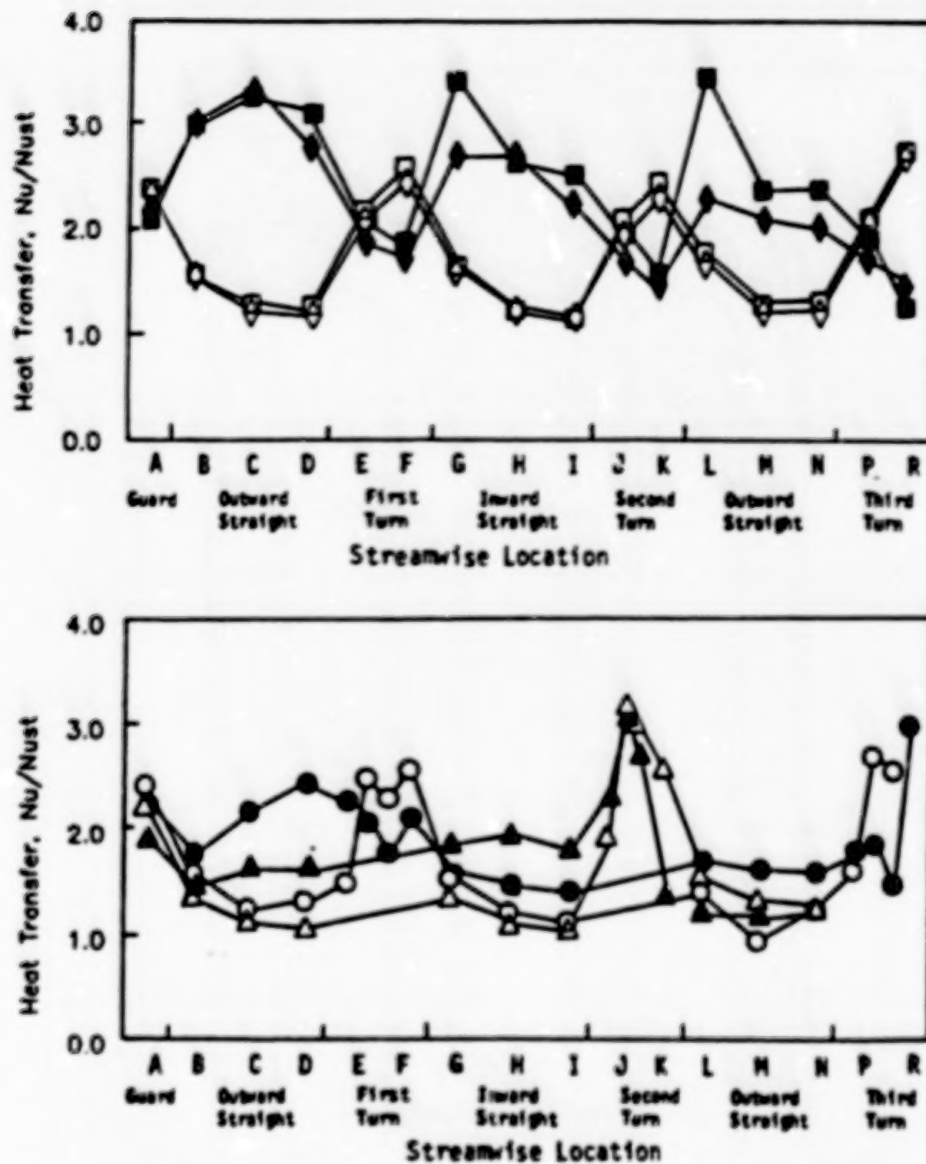 4.0
3.0
2.0
1.0
0.0
Heat Transfer, Nu/Nust
A B C D E F G H I J K L M N P R
Guard Outward Straight First Turn Inward Straight Second Turn Outward Straight Third Turn
Streamwise Location
4.0
3.0
2.0
1.0
0.0
Heat Transfer, Nu/Nust
A B C D E F G H I J K L M N P R
Guard Outward Straight First Turn Inward Straight Second Turn Outward Straight Third Turn
Streamwise Location